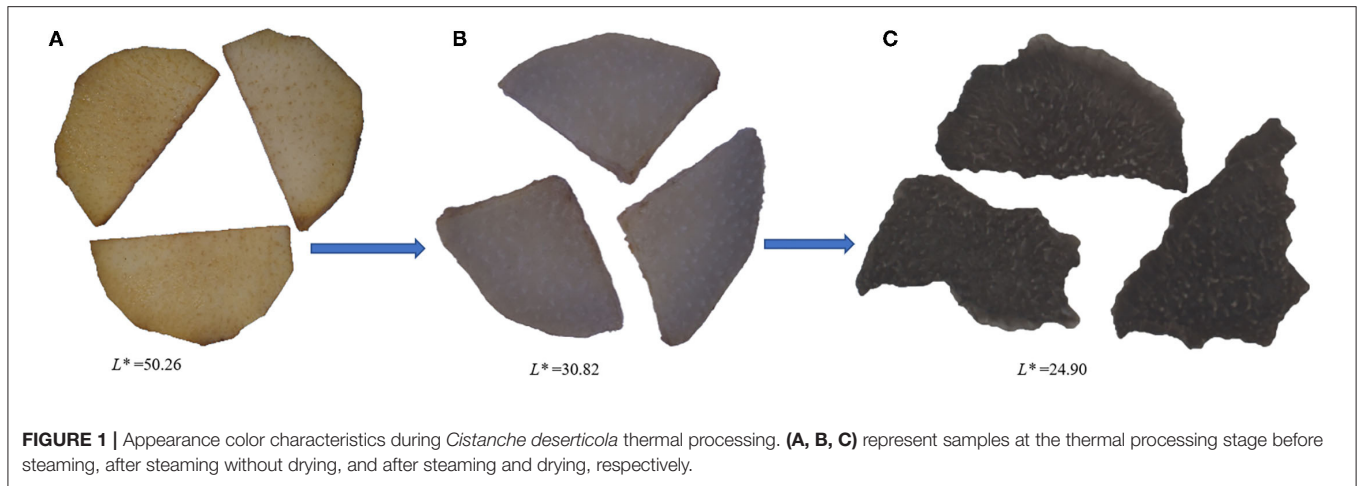 A
B
C
L* =50.26
L* =30.82
L* =24.90
FIGURE 1 | Appearance color characteristics during Cistanche deserticola thermal processing. (A, B, C) represent samples at the thermal processing stage before
steaming, after steaming without drying, and after steaming and drying, respectively.